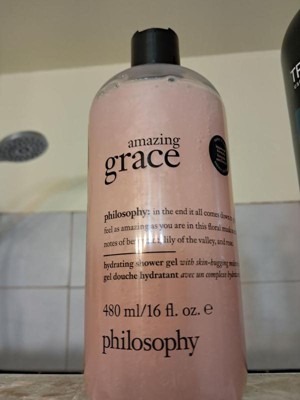 amazing
grace
philosophy: in the end it all comes down to
feel as amazing as you are in this floral
notes of lily of the valley, and rose.
hydrating shower gel with skin-hugging
gel douche hydratant avec un complexe
480 ml/16 fl. oz. e
philosophy